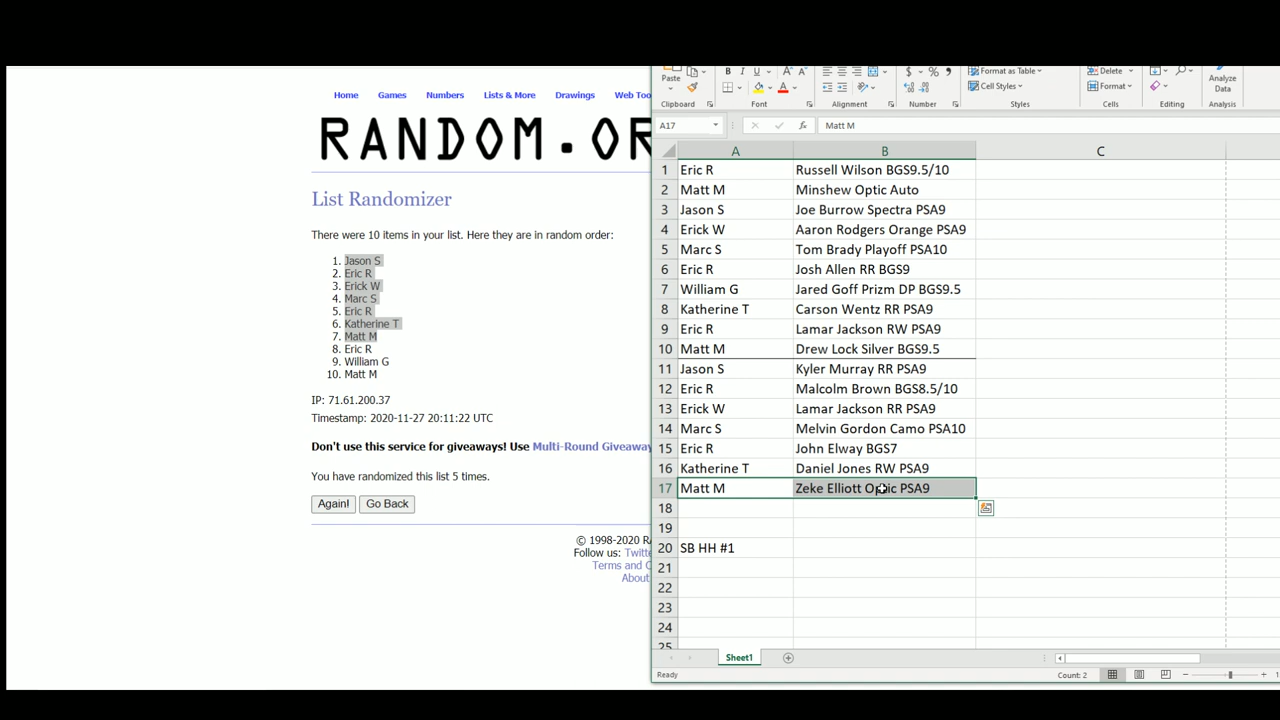 Home Games Numbers Lists & More Drawings Web Too
RANDOM.OR
List Randomizer
There were 10 items in your list. Here they are in random order:
1. Jason S
2. Eric R
3. Erick W
4. Marc S
5. Eric R
6. Katherine T
7. Matt M
8. Eric R
9. William G
10. Matt M
IP: 71.61.200.37
Timestamp: 2020-11-27 20:11:22 UTC
Don't use this service for giveaways! Use Multi-Round Giveaway
You have randomized this list 5 times.
Again! Go Back
© 1998-2020 R
Follow us: Twitte
Terms and C
About
Paste B I U A A $ % 9 Format as Table Delete Analyze
Cell Styles Format Data
Clipboard Font Alignment Number Styles Cells Editing Analysis
A17 fx Matt M
A B C
1 Eric R Russell Wilson BGS9.5/10
2 Matt M Minshew Optic Auto
3 Jason S Joe Burrow Spectra PSA9
4 Erick W Aaron Rodgers Orange PSA9
5 Marc S Tom Brady Playoff PSA10
6 Eric R Josh Allen RR BGS9
7 William G Jared Goff Prizm DP BGS9.5
8 Katherine T Carson Wentz RR PSA9
9 Eric R Lamar Jackson RW PSA9
10 Matt M Drew Lock Silver BGS9.5
11 Jason S Kyler Murray RR PSA9
12 Eric R Malcolm Brown BGS8.5/10
13 Erick W Lamar Jackson RR PSA9
14 Marc S Melvin Gordon Camo PSA10
15 Eric R John Elway BGS7
16 Katherine T Daniel Jones RW PSA9
17 Matt M Zeke Elliott Optic PSA9
18
19
20 SB HH #1
21
22
23
24
25
Sheet1
Ready Count: 2